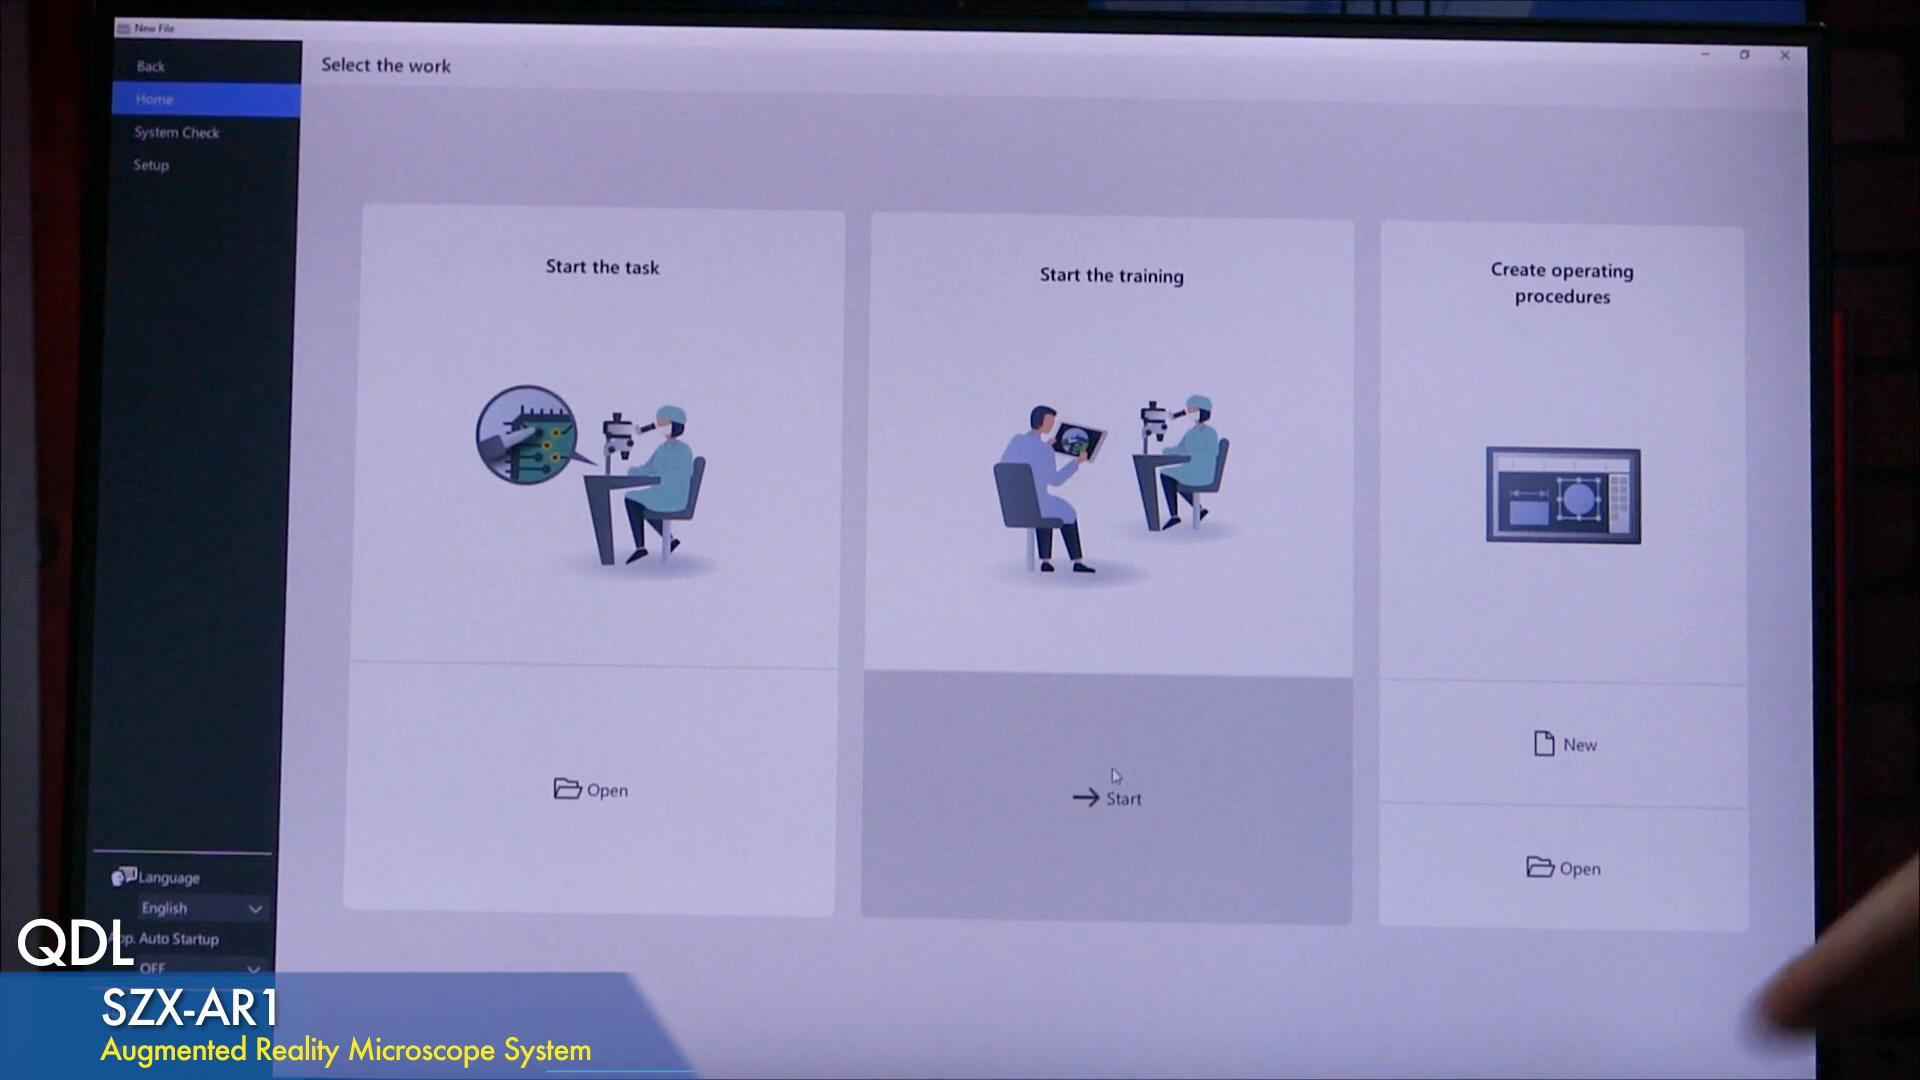 New File
Back
Home
System Check
Setup
Select the work
Start the task
Start the training
Create operating
procedures
Open
Start
New
Open
Language
English
pp. Auto Startup
OFF
QDL
SZX-AR1
Augmented Reality Microscope System